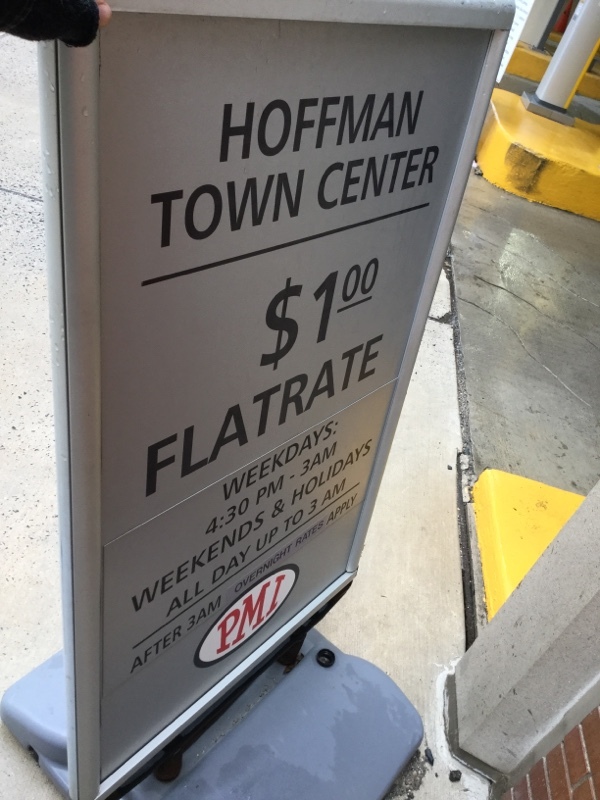 HOFFMAN
TOWN CENTER
$1.00
FLATRATE
WEEKDAYS:
4:30 PM - 3AM
WEEKENDS & HOLIDAYS
ALL DAY UP TO 3 AM
AFTER 3AM OVERNIGHT RATES APPLY
PMI